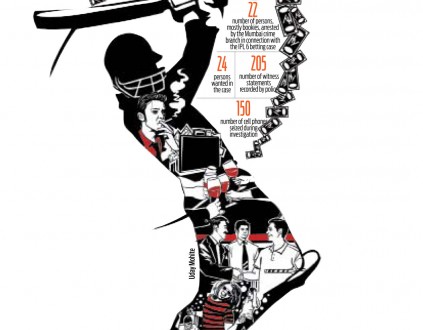 22
number of persons,
mostly bookies, arrested
by the Mumbai crime
branch in connection with
the IPL 6 betting case
24
persons
wanted in
the case
205
number of witness
statements
recorded by police
150
number of cell phones
seized during
investigation
Uday Mohite